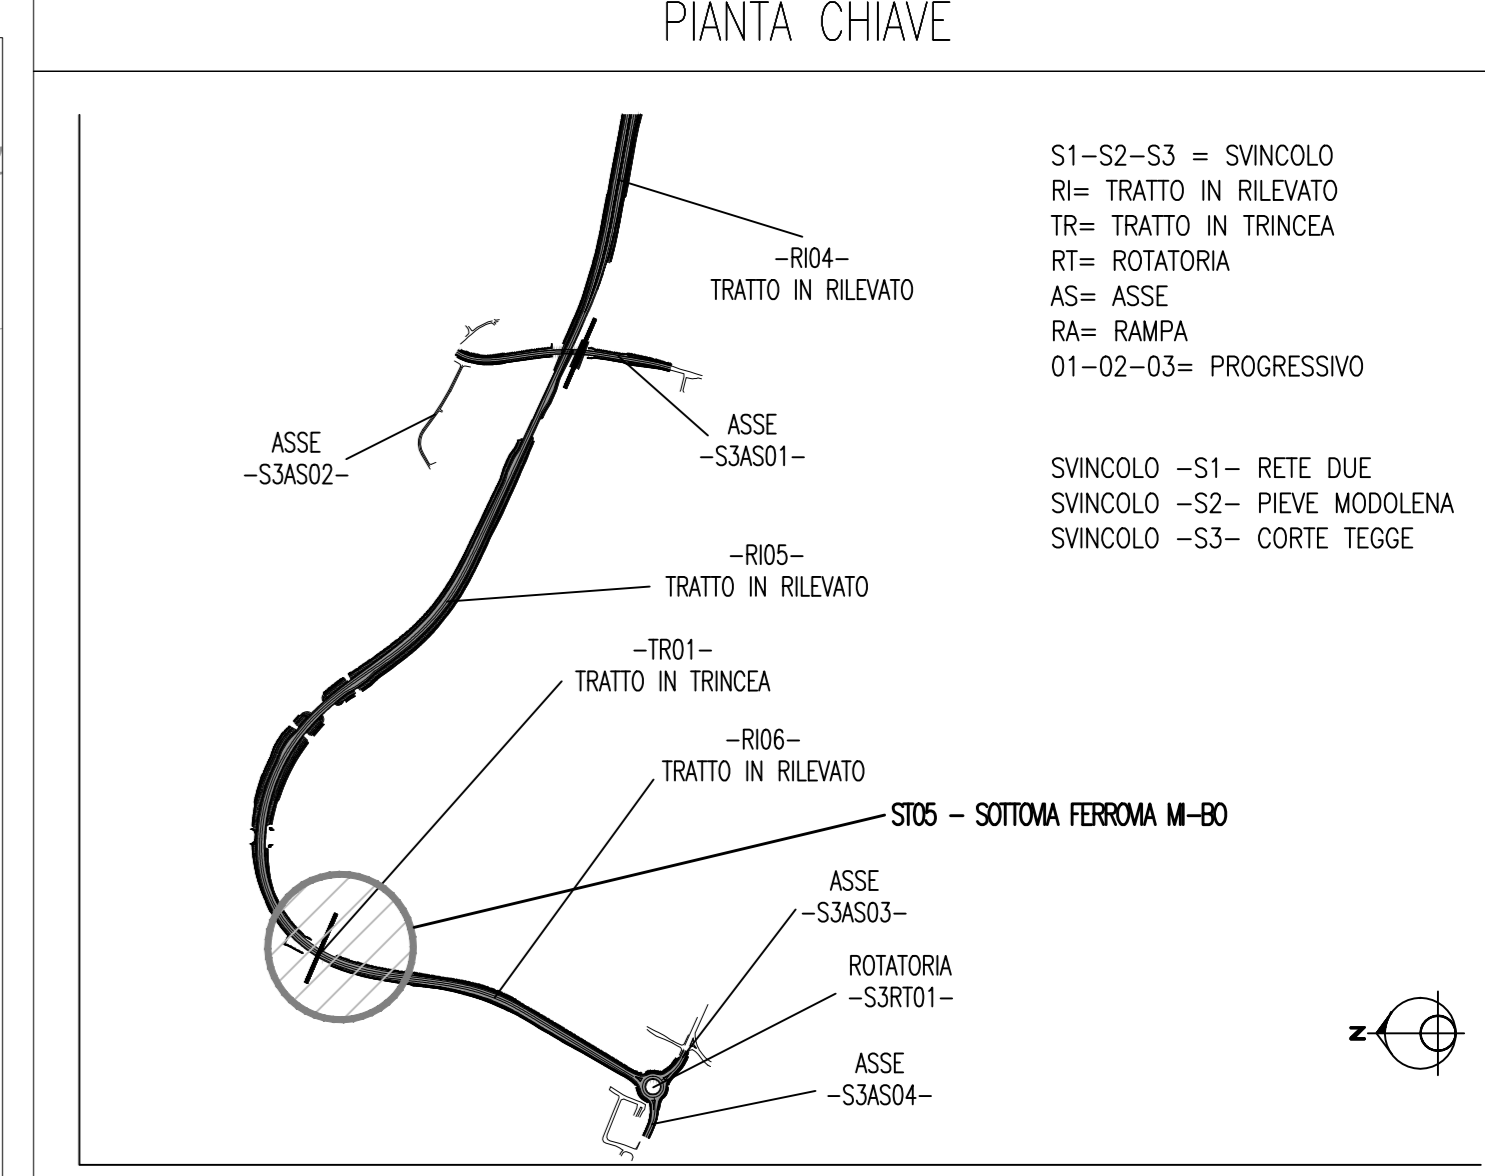 PIANTA CHIAVE
S1-S2-S3 = SVINCOLO
RI= TRATTO IN RILEVATO
TR= TRATTO IN TRINCEA
RT= ROTATORIA
AS= ASSE
RA= RAMPA
01-02-03= PROGRESSIVO
SVINCOLO -S1- RETE DUE
SVINCOLO -S2- PIEVE MODOLENA
SVINCOLO -S3- CORTE TEGGE
-RI04-
TRATTO IN RILEVATO
ASSE
-S3AS01-
ASSE
-S3AS02-
-RI05-
TRATTO IN RILEVATO
-TR01-
TRATTO IN TRINCEA
-RI06-
TRATTO IN RILEVATO
ST05 - SOTTOVIA FERROVIA MI-BO
ASSE
-S3AS03-
ROTATORIA
-S3RT01-
ASSE
-S3AS04-
N